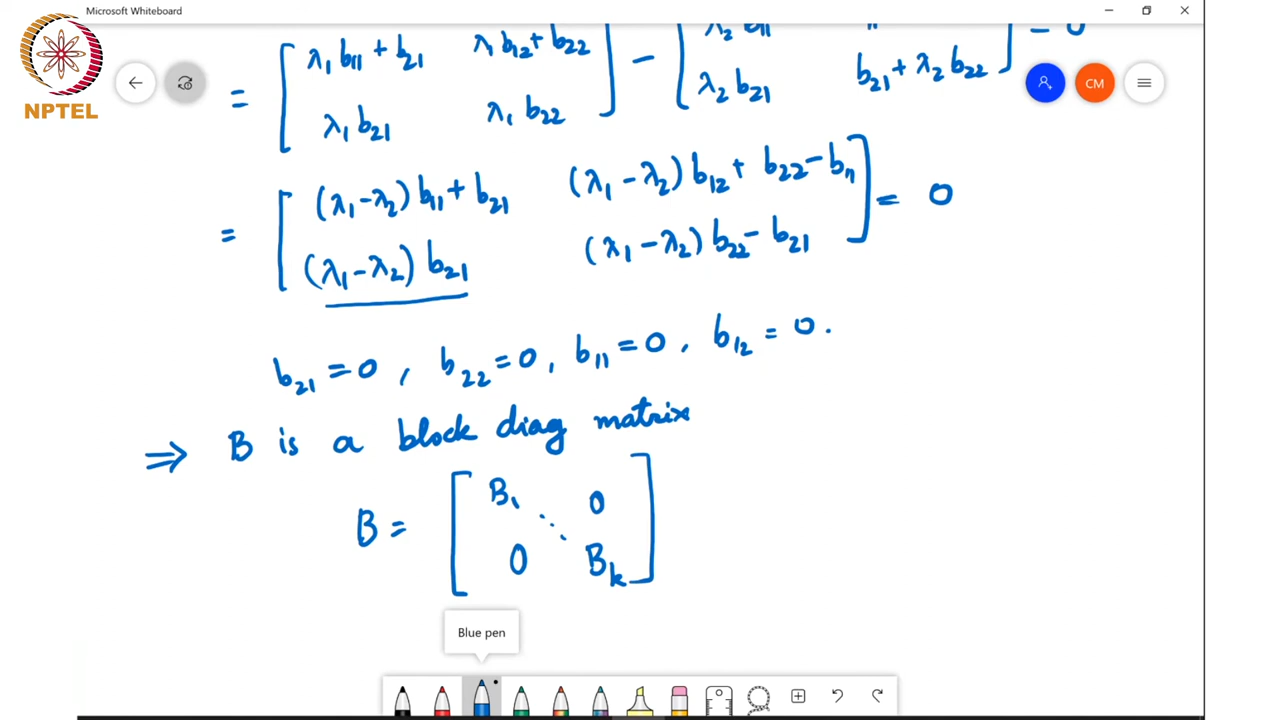 Microsoft Whiteboard
NPTEL
CM
= [ λ₁ b₁₁ + b₂₁ λ₁ b₁₂ + b₂₂
λ₁ b₂₁ λ₁ b₂₂ ] - [ λ₂ b₁₁
λ₂ b₂₁ b₂₁ + λ₂ b₂₂ ] = 0
= [ (λ₁ - λ₂) b₁₁ + b₂₁ (λ₁ - λ₂) b₁₂ + b₂₂ - b₁₁
(λ₁ - λ₂) b₂₁ (λ₁ - λ₂) b₂₂ - b₂₁ ] = 0
b₂₁ = 0, b₂₂ = 0, b₁₁ = 0, b₁₂ = 0.
⇒ B is a block diag matrix
B = [ B₁ ⋱ 0
0 Bₖ ]
Blue pen